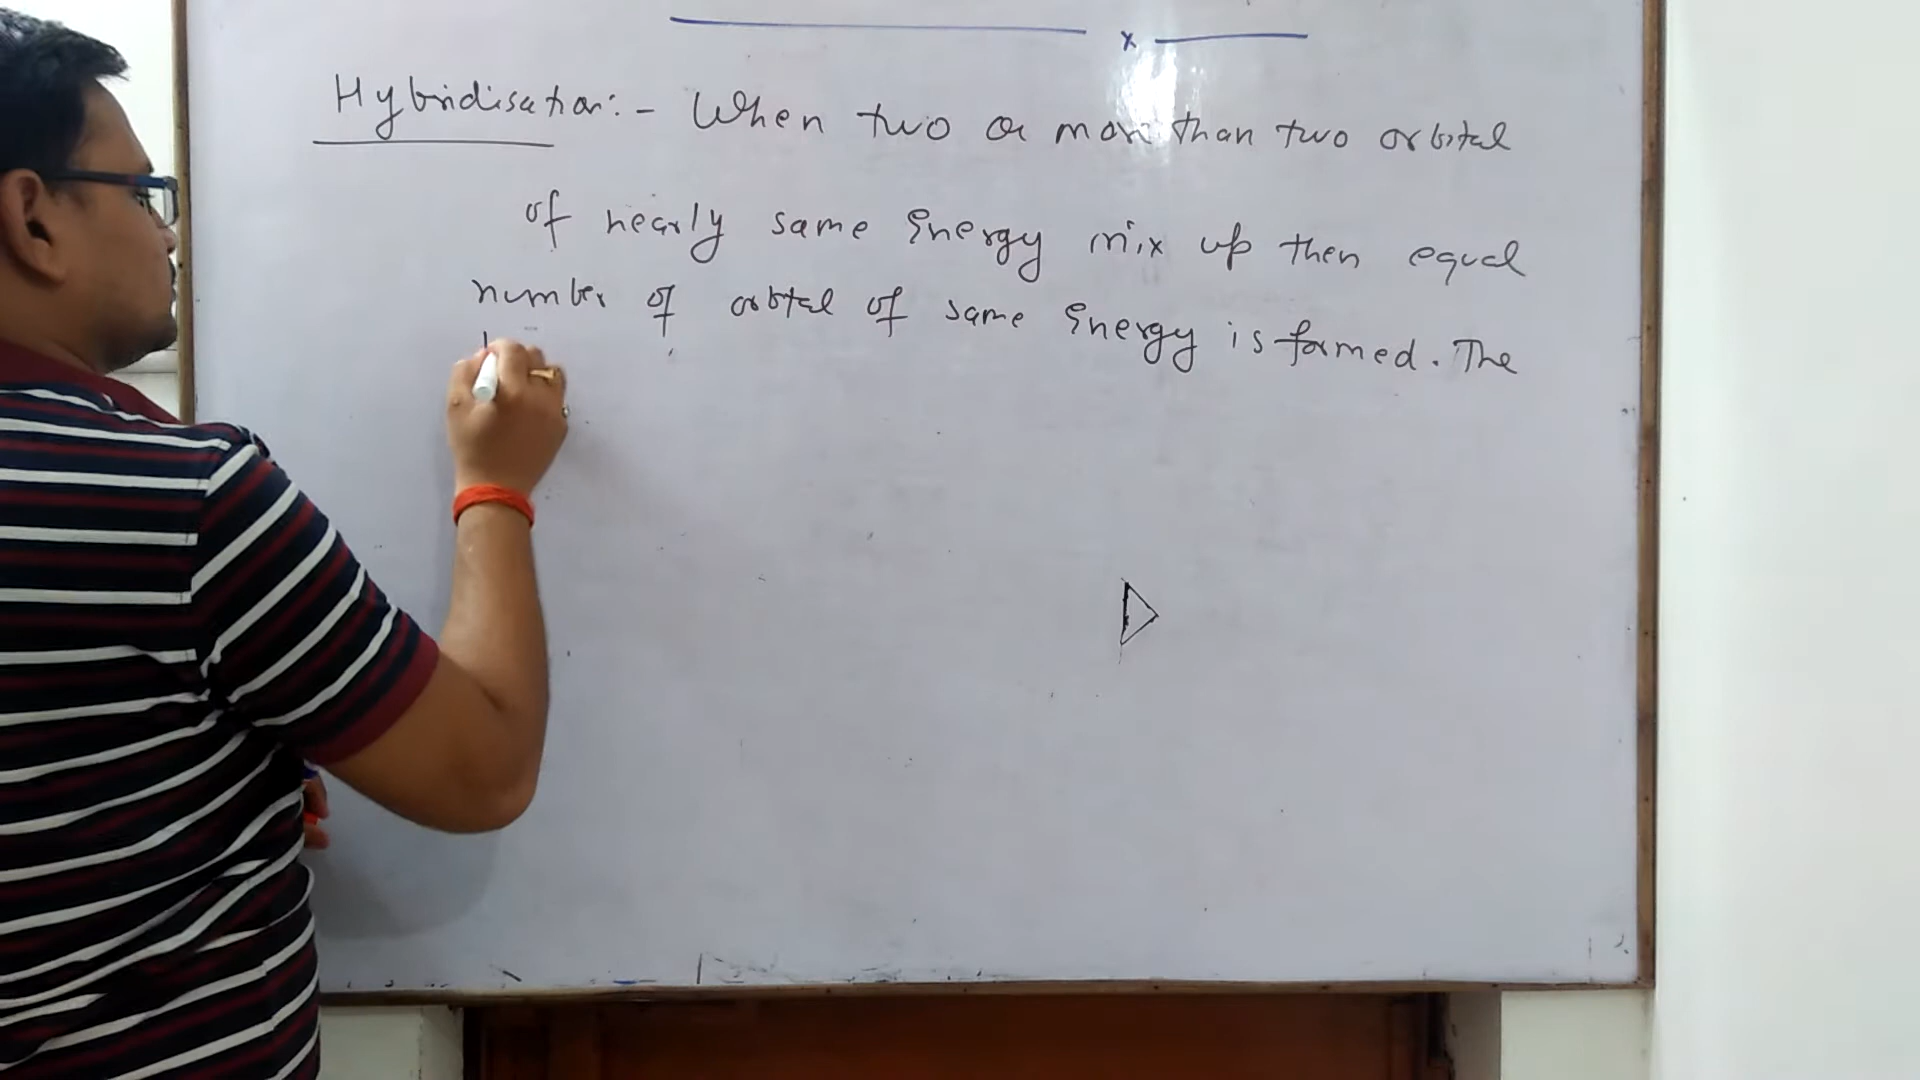 Hybridisation:- When two or more than two orbital
of nearly same Energy mix up then equal
number of orbital of same Energy is formed. The